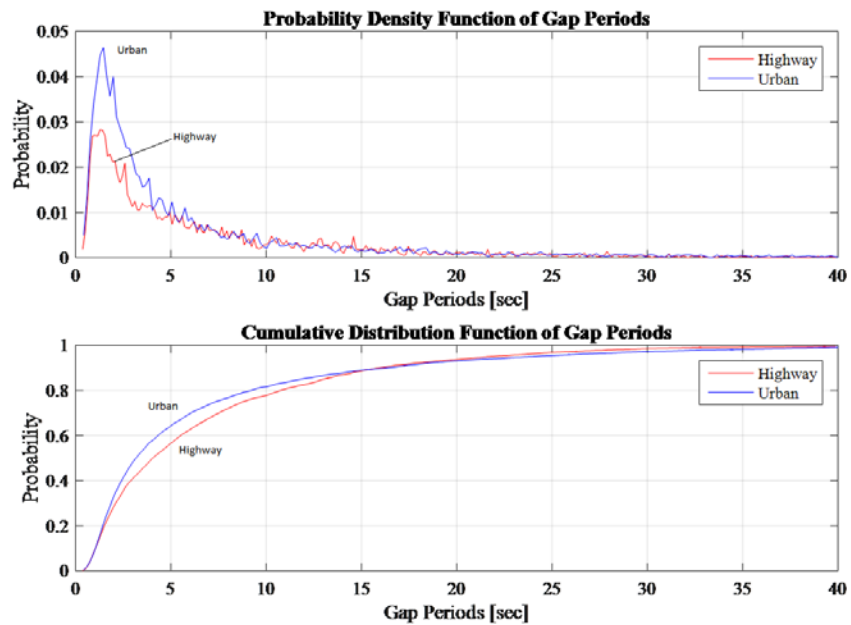 Probability Density Function of Gap Periods
0.05
0.04
0.03
0.02
0.01
0
Probability
Urban
Highway
Highway
Urban
0 5 10 15 20 25 30 35 40
Gap Periods [sec]
Cumulative Distribution Function of Gap Periods
1
0.8
0.6
0.4
0.2
0
Probability
Urban
Highway
Highway
Urban
0 5 10 15 20 25 30 35 40
Gap Periods [sec]